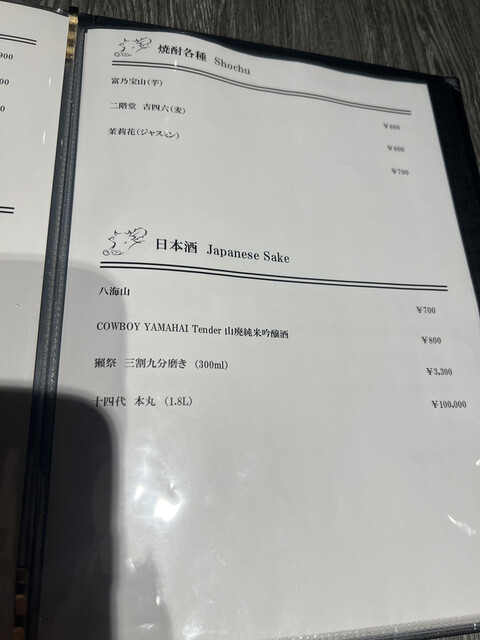 焼酎各種 Shochu
富乃宝山(芋)
¥800
二階堂 吉四六(麦)
¥800
茉莉花(ジャスミン)
¥700
日本酒 Japanese Sake
八海山
¥700
COWBOY YAMAHAI Tender 山廃純米吟醸酒
¥800
獺祭 三割九分磨き (300ml)
¥3,300
十四代 本丸 (1.8L)
¥100,000